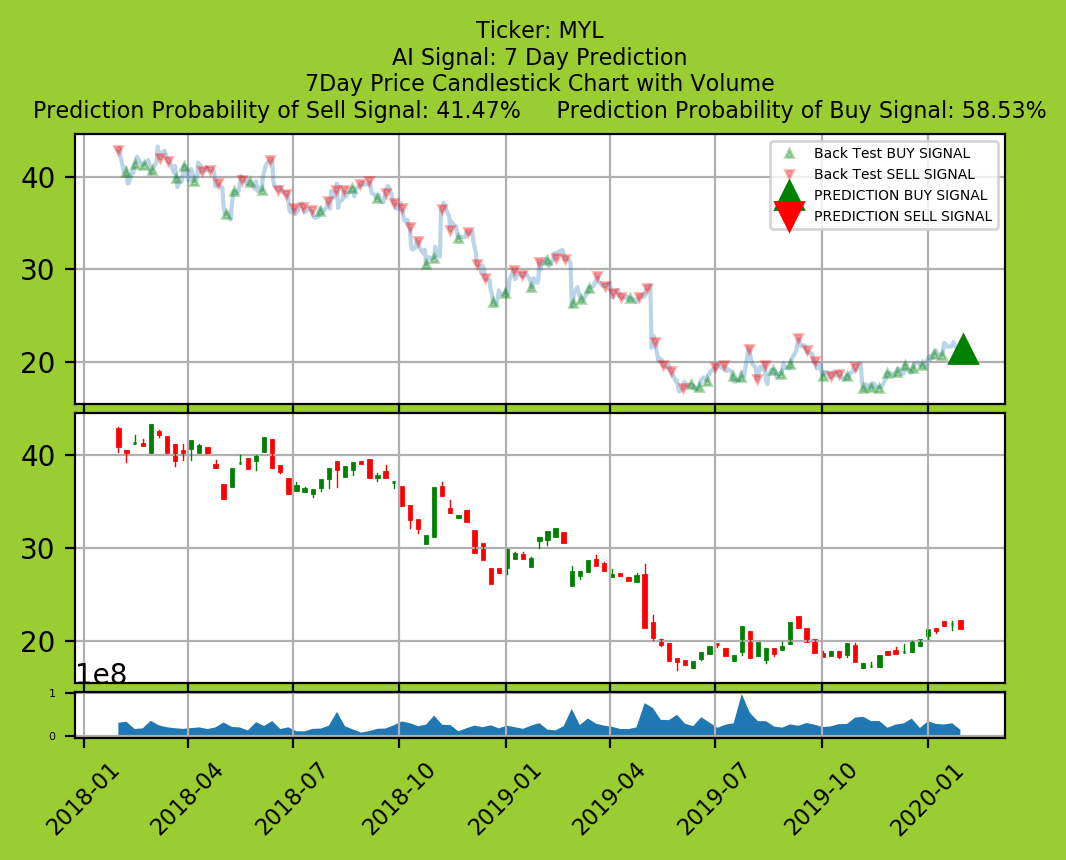 Ticker: MYL
AI Signal: 7 Day Prediction
7Day Price Candlestick Chart with Volume
Prediction Probability of Sell Signal: 41.47%     Prediction Probability of Buy Signal: 58.53%
Back Test BUY SIGNAL
Back Test SELL SIGNAL
PREDICTION BUY SIGNAL
PREDICTION SELL SIGNAL
40
30
20
40
30
20
1e8
1
0
2018-01
2018-04
2018-07
2018-10
2019-01
2019-04
2019-07
2019-10
2020-01